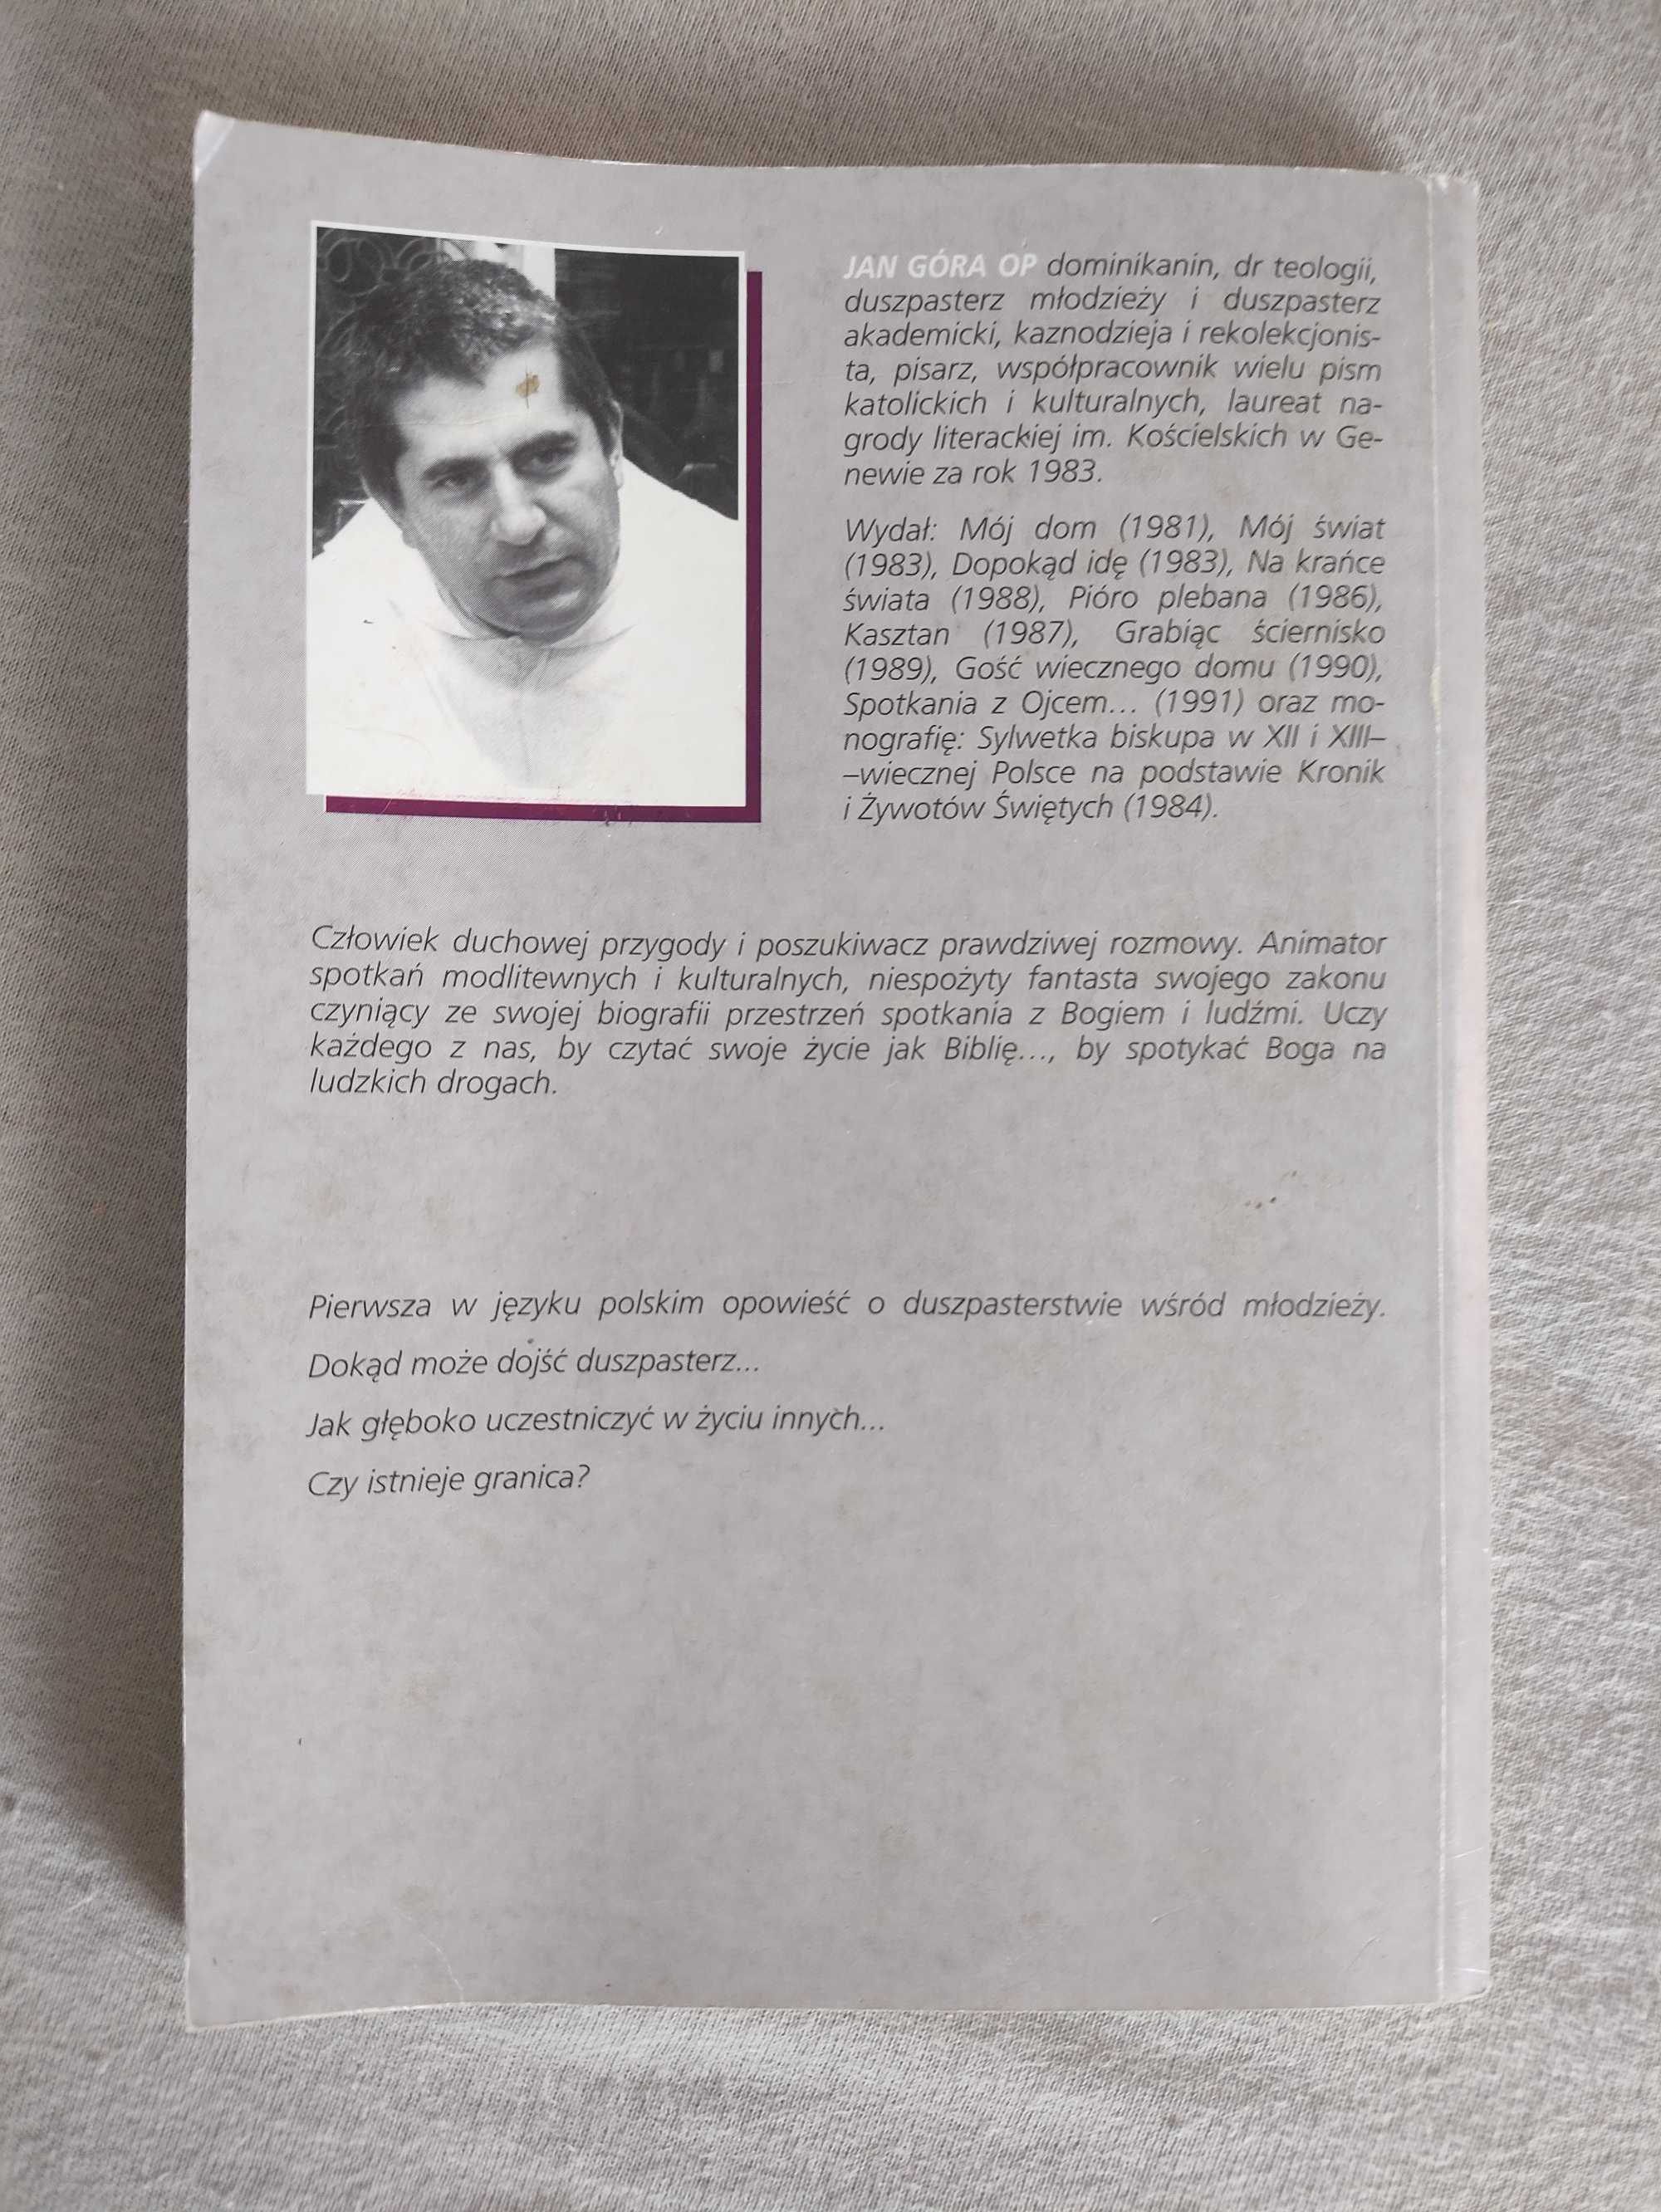 JAN GÓRA OP dominikanin, dr teologii,
duszpasterz młodzieży i duszpasterz
akademicki, kaznodzieja i rekolekcjonis-
ta, pisarz, współpracownik wielu pism
katolickich i kulturalnych, laureat na-
grody literackiej im. Kościelskich w Ge-
newie za rok 1983.
Wydał: Mój dom (1981), Mój świat
(1983), Dopokąd idę (1983), Na krańce
świata (1988), Pióro plebana (1986),
Kasztan (1987), Grabiąc ściernisko
(1989), Gość wiecznego domu (1990),
Spotkania z Ojcem... (1991) oraz mo-
nografię: Sylwetka biskupa w XII i XIII–
–wiecznej Polsce na podstawie Kronik
i Żywotów Świętych (1984).
Człowiek duchowej przygody i poszukiwacz prawdziwej rozmowy. Animator
spotkań modlitewnych i kulturalnych, niespożyty fantasta swojego zakonu
czyniący ze swojej biografii przestrzeń spotkania z Bogiem i ludźmi. Uczy
każdego z nas, by czytać swoje życie jak Biblię..., by spotykać Boga na
ludzkich drogach.
Pierwsza w języku polskim opowieść o duszpasterstwie wśród młodzieży.
Dokąd może dojść duszpasterz...
Jak głęboko uczestniczyć w życiu innych...
Czy istnieje granica?